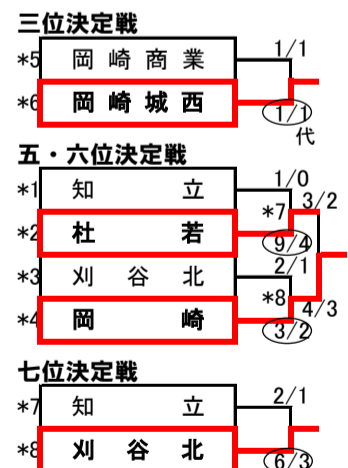 三位決定戦
*5 岡崎商業 1/1
*6 岡崎城西 1/1
代
五・六位決定戦
*1 知立 1/0
*7 3/2
*2 杜若 9/4
*3 刈谷北 2/1
*8 4/3
*4 岡崎 3/2
七位決定戦
*7 知立 2/1
*8 刈谷北 6/3